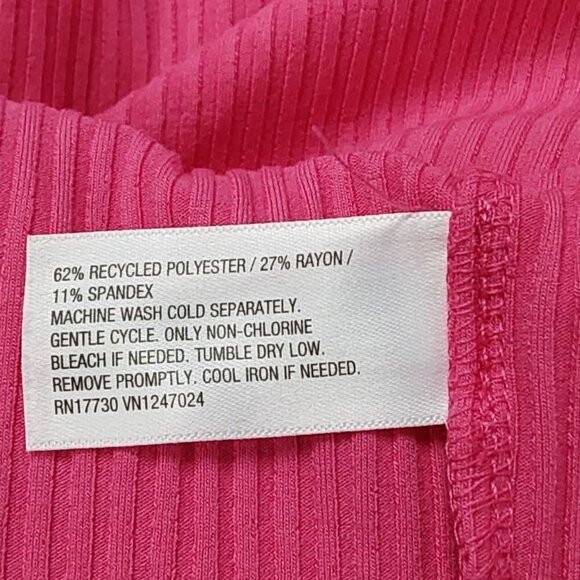 62% RECYCLED POLYESTER / 27% RAYON /
11% SPANDEX
MACHINE WASH COLD SEPARATELY.
GENTLE CYCLE. ONLY NON-CHLORINE
BLEACH IF NEEDED. TUMBLE DRY LOW.
REMOVE PROMPTLY. COOL IRON IF NEEDED.
RN17730 VN1247024